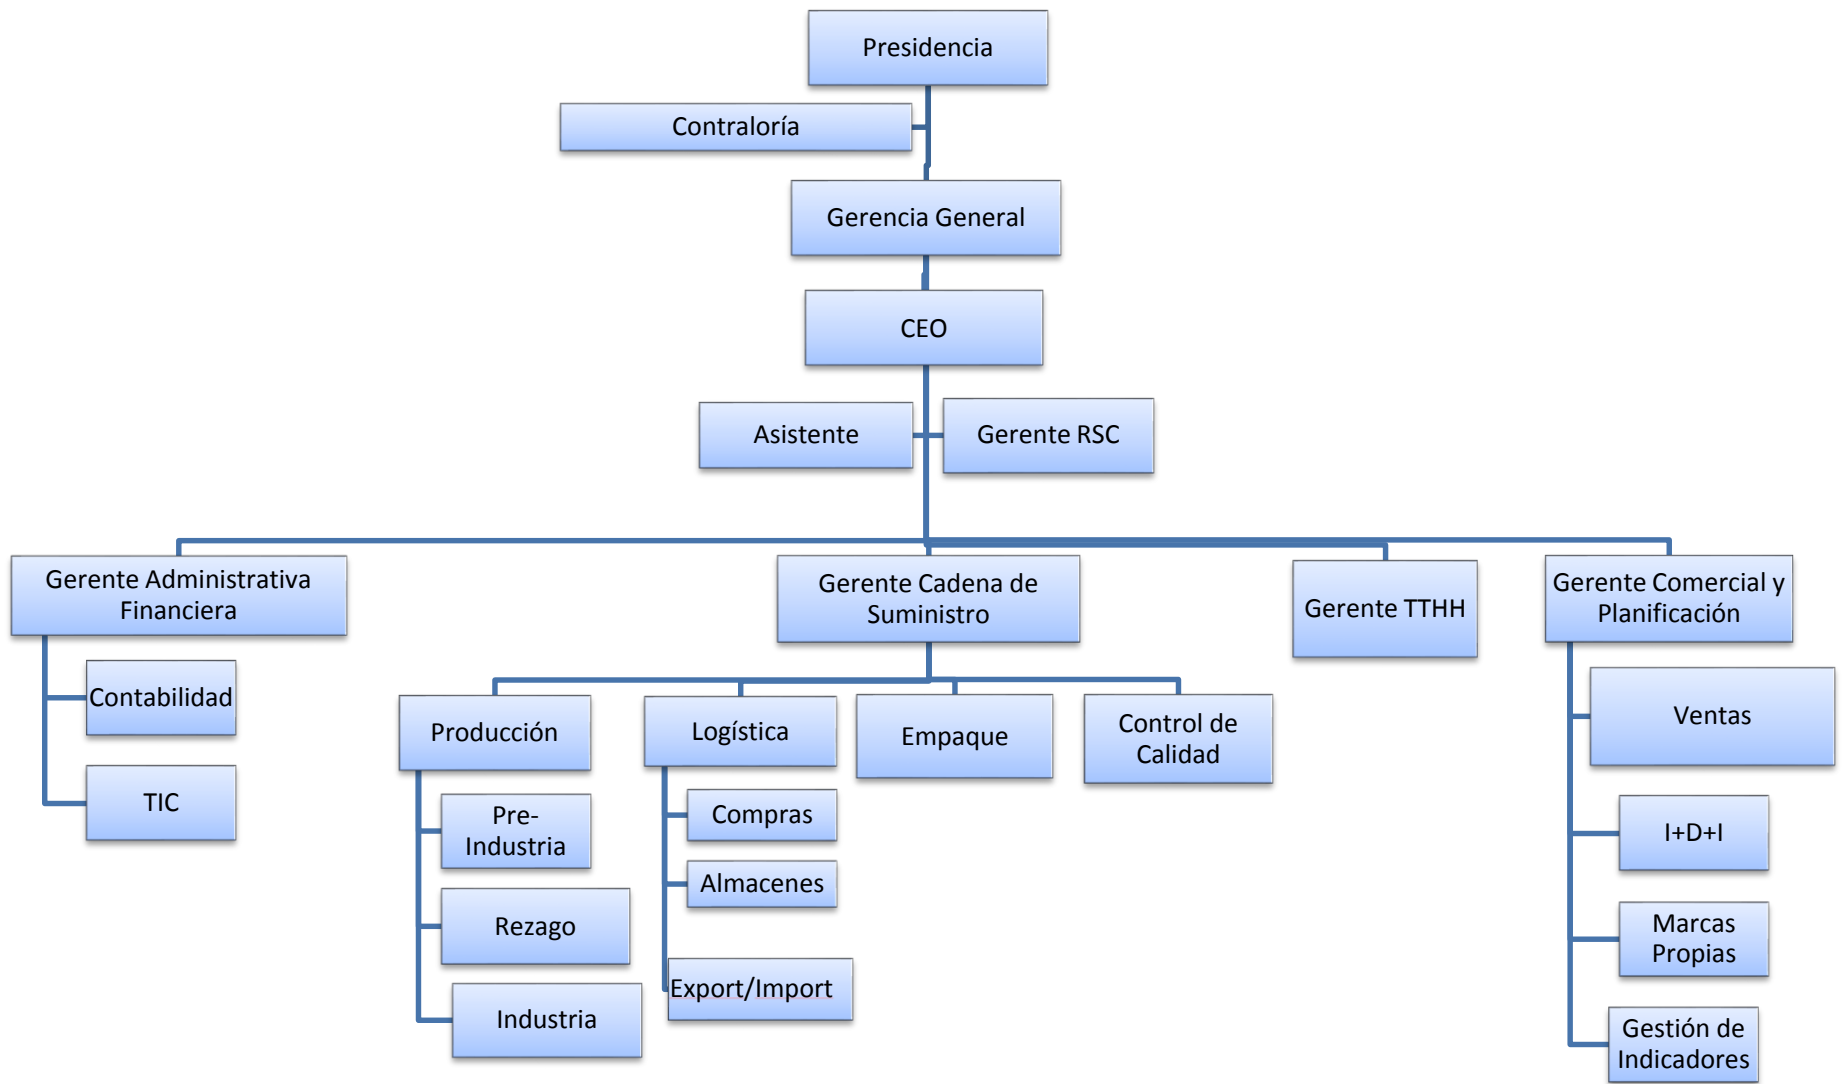 Presidencia
Contraloría
Gerencia General
CEO
Asistente
Gerente RSC
Gerente Administrativa
Financiera
Gerente Cadena de
Suministro
Gerente TTHH
Gerente Comercial y
Planificación
Contabilidad
TIC
Producción
Logística
Empaque
Control de
Calidad
Pre-
Industria
Rezago
Industria
Compras
Almacenes
Export/Import
Ventas
I+D+I
Marcas
Propias
Gestión de
Indicadores